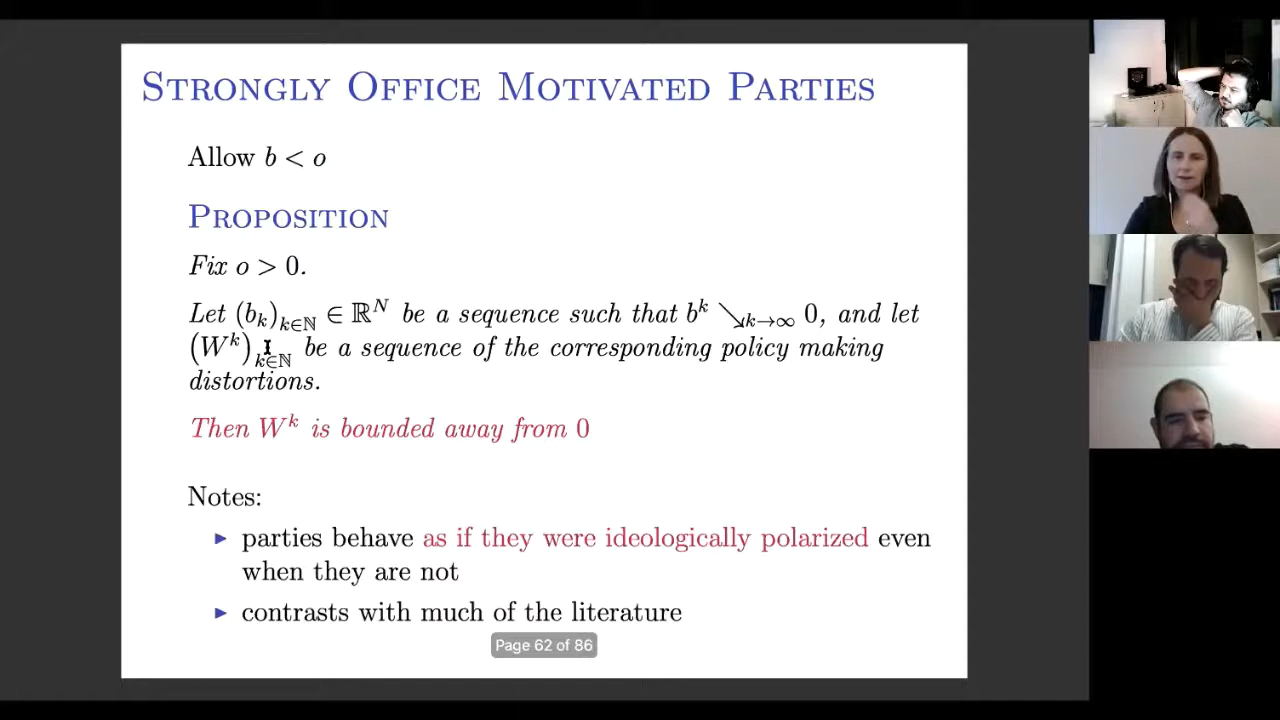 STRONGLY OFFICE MOTIVATED PARTIES
Allow b < o
PROPOSITION
Fix o > 0.
Let (b_k)_{k∈ℕ} ∈ ℝ^N be a sequence such that b^k ↘_{k→∞} 0, and let
(W^k)_{k∈ℕ} be a sequence of the corresponding policy making
distortions.
Then W^k is bounded away from 0
Notes:
▶ parties behave as if they were ideologically polarized even
when they are not
▶ contrasts with much of the literature
Page 62 of 86